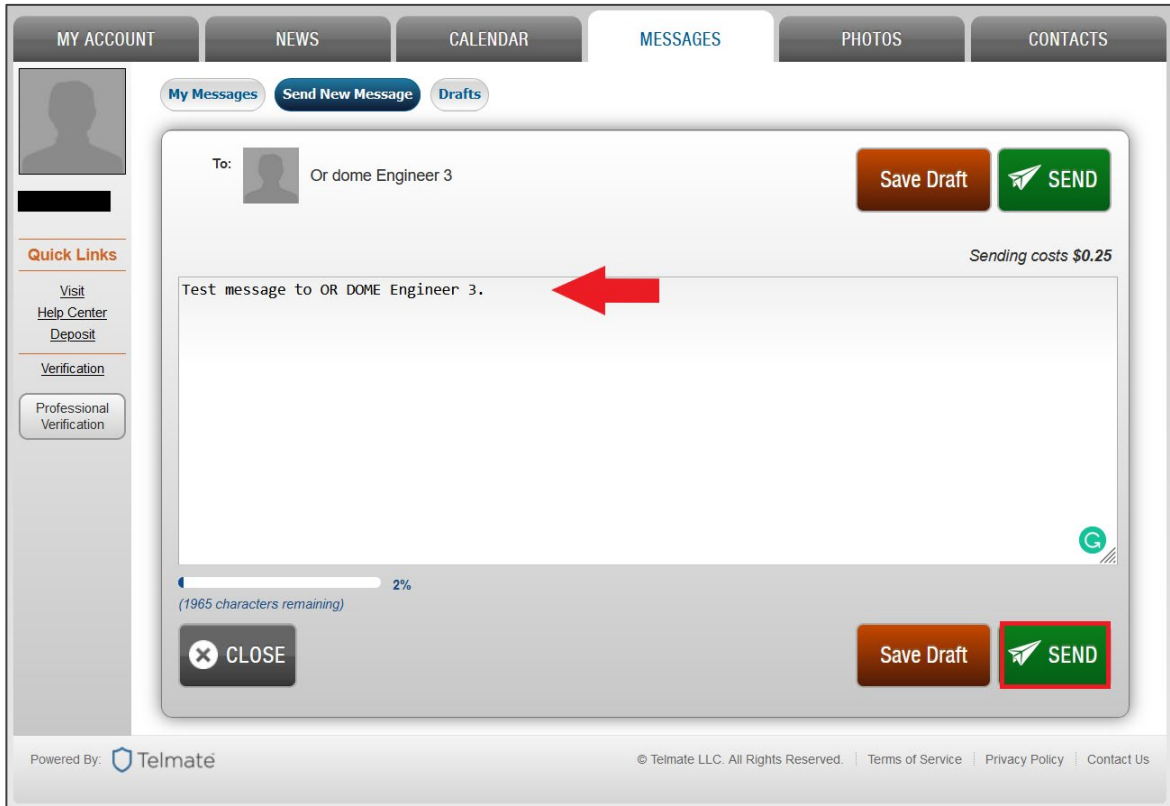 MY ACCOUNT NEWS CALENDAR MESSAGES PHOTOS CONTACTS
My Messages Send New Message Drafts
To: Or dome Engineer 3 Save Draft SEND
Sending costs $0.25
Quick Links
Visit
Help Center
Deposit
Verification
Professional
Verification
Test message to OR DOME Engineer 3.
2%
(1965 characters remaining)
CLOSE Save Draft SEND
Powered By: Telmate © Telmate LLC. All Rights Reserved. Terms of Service Privacy Policy Contact Us